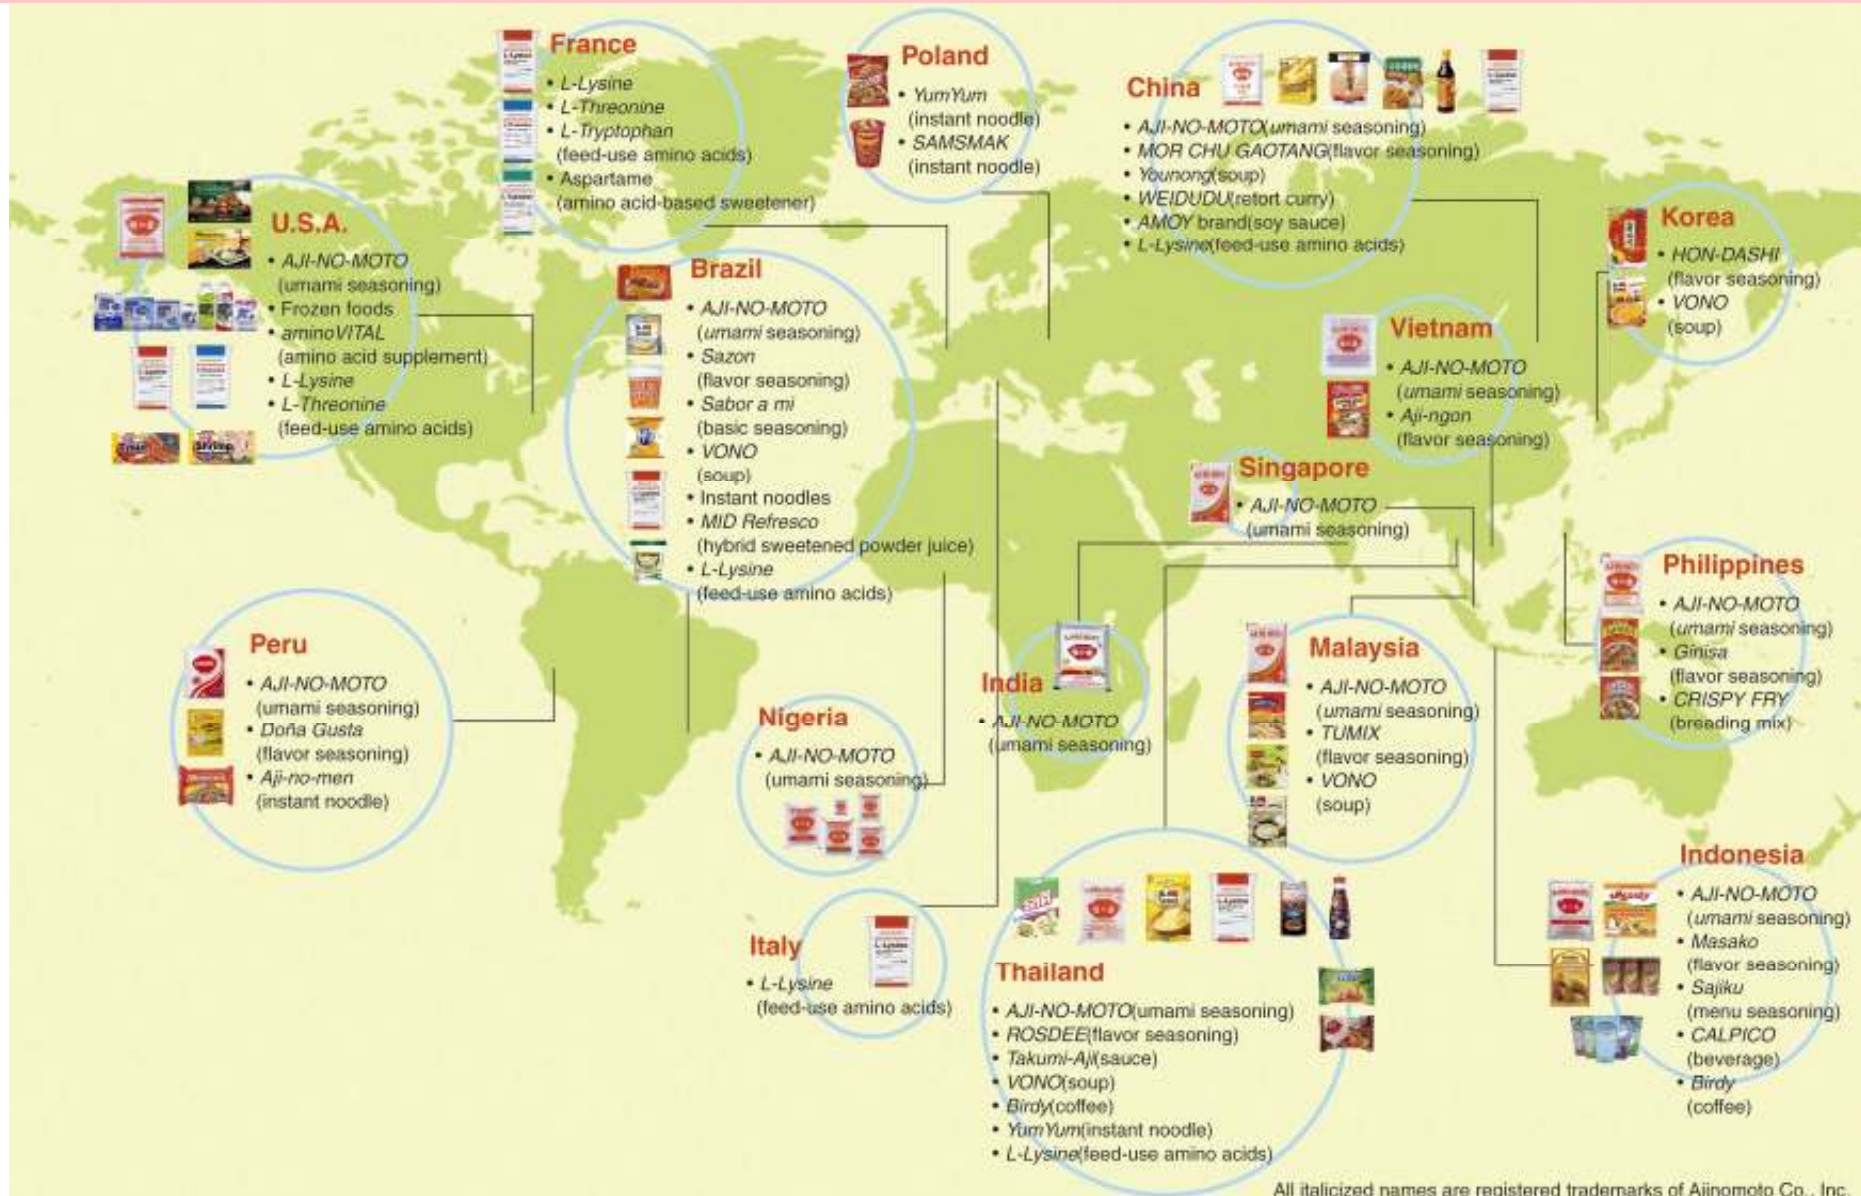 France
• L-Lysine
• L-Threonine
• L-Tryptophan
(feed-use amino acids)
• Aspartame
(amino acid-based sweetener)
Poland
• YumYum
(instant noodle)
• SAMSMAK
(instant noodle)
China
• AJI-NO-MOTO(umami seasoning)
• MOR CHU GAOTANG(flavor seasoning)
• Younong(soup)
• WEIDUDU(retort curry)
• AMOY brand(soy sauce)
• L-Lysine(feed-use amino acids)
Korea
• HON-DASHI
(flavor seasoning)
• VONO
(soup)
U.S.A.
• AJI-NO-MOTO
(umami seasoning)
• Frozen foods
• aminoVITAL
(amino acid supplement)
• L-Lysine
• L-Threonine
(feed-use amino acids)
Brazil
• AJI-NO-MOTO
(umami seasoning)
• Sazon
(flavor seasoning)
• Sabor a mi
(basic seasoning)
• VONO
(soup)
• Instant noodles
• MID Refresco
(hybrid sweetened powder juice)
• L-Lysine
(feed-use amino acids)
Vietnam
• AJI-NO-MOTO
(umami seasoning)
• Aji-ngon
(flavor seasoning)
Singapore
• AJI-NO-MOTO
(umami seasoning)
Philippines
• AJI-NO-MOTO
(umami seasoning)
• Ginisa
(flavor seasoning)
• CRISPY FRY
(breading mix)
Peru
• AJI-NO-MOTO
(umami seasoning)
• Doña Gusta
(flavor seasoning)
• Aji-no-men
(instant noodle)
Nigeria
• AJI-NO-MOTO
(umami seasoning)
India
• AJI-NO-MOTO
(umami seasoning)
Malaysia
• AJI-NO-MOTO
(umami seasoning)
• TUMIX
(flavor seasoning)
• VONO
(soup)
Italy
• L-Lysine
(feed-use amino acids)
Thailand
• AJI-NO-MOTO(umami seasoning)
• ROSDEE(flavor seasoning)
• Takumi-Aji(sauce)
• VONO(soup)
• Birdy(coffee)
• YumYum(instant noodle)
• L-Lysine(feed-use amino acids)
Indonesia
• AJI-NO-MOTO
(umami seasoning)
• Masako
(flavor seasoning)
• Sajiku
(menu seasoning)
• CALPICO
(beverage)
• Birdy
(coffee)
All italicized names are registered trademarks of Ajinomoto Co., Inc.